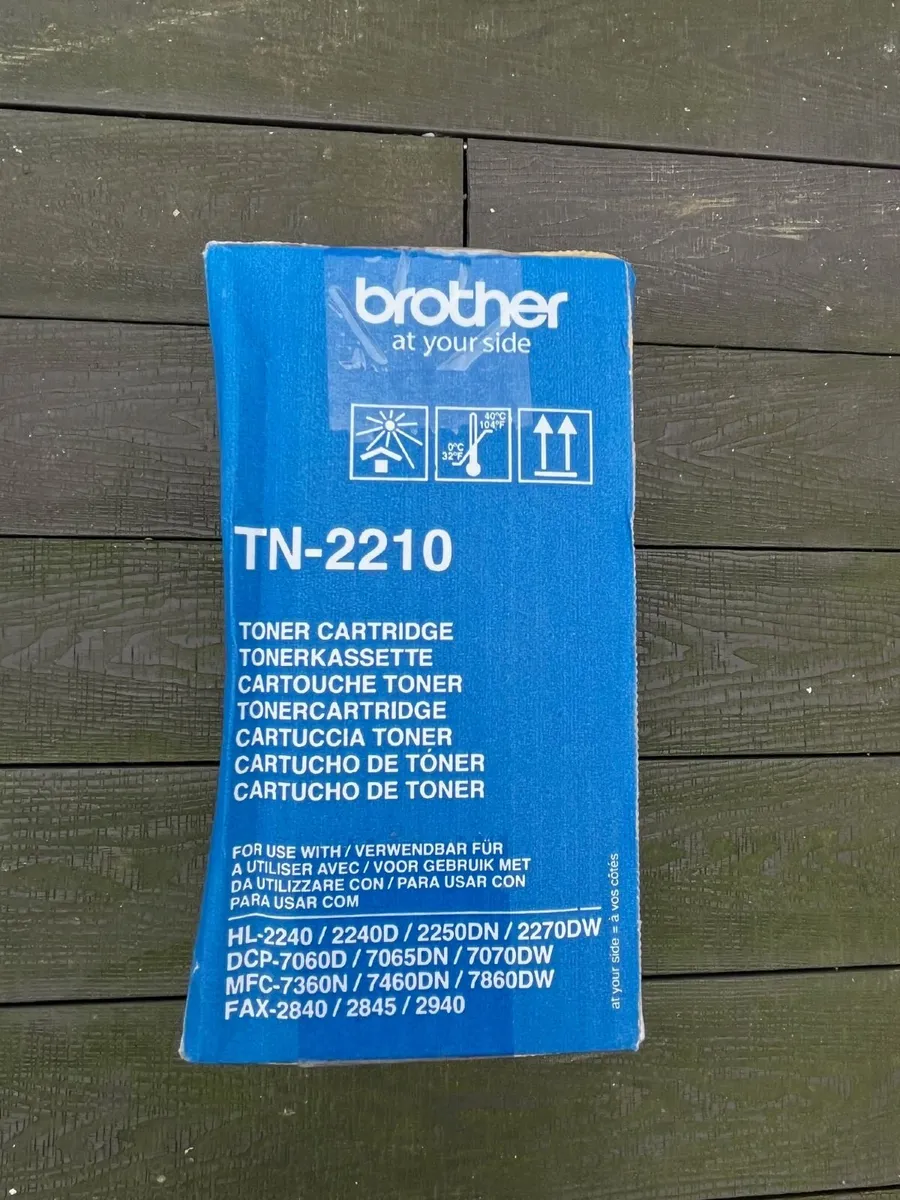 brother
at your side
40°C
104°F
0°C
32°F
TN-2210
TONER CARTRIDGE
TONERKASSETTE
CARTOUCHE TONER
TONERCARTRIDGE
CARTUCCIA TONER
CARTUCHO DE TÓNER
CARTUCHO DE TONER
FOR USE WITH / VERWENDBAR FÜR
A UTILISER AVEC / VOOR GEBRUIK MET
DA UTILIZZARE CON / PARA USAR CON
PARA USAR COM
HL-2240 / 2240D / 2250DN / 2270DW
DCP-7060D / 7065DN / 7070DW
MFC-7360N / 7460DN / 7860DW
FAX-2840 / 2845 / 2940
at your side = à vos côtés